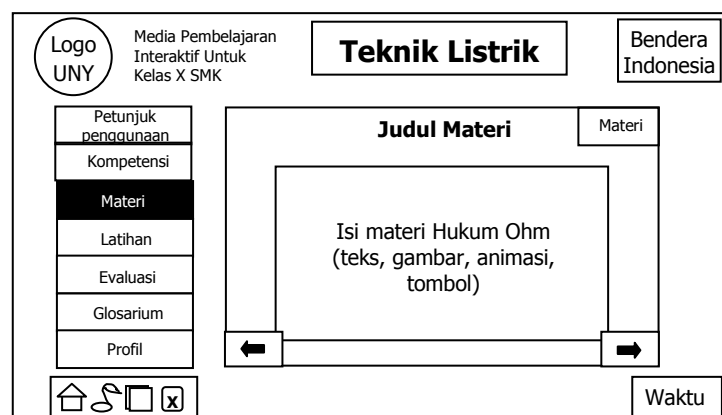 Logo
UNY
Media Pembelajaran
Interaktif Untuk
Kelas X SMK
Teknik Listrik
Bendera
Indonesia
Petunjuk
penggunaan
Kompetensi
Materi
Latihan
Evaluasi
Glosarium
Profil
Judul Materi
Materi
Isi materi Hukum Ohm
(teks, gambar, animasi,
tombol)
x
Waktu